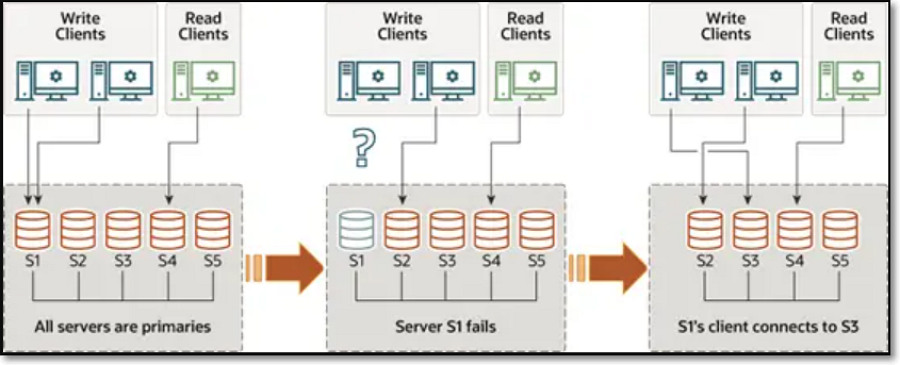 Write
Clients
Read
Clients
S1 S2 S3 S4 S5
All servers are primaries
Write
Clients
Read
Clients
?
S1 S2 S3 S4 S5
Server S1 fails
Write
Clients
Read
Clients
S2 S3 S4 S5
S1's client connects to S3